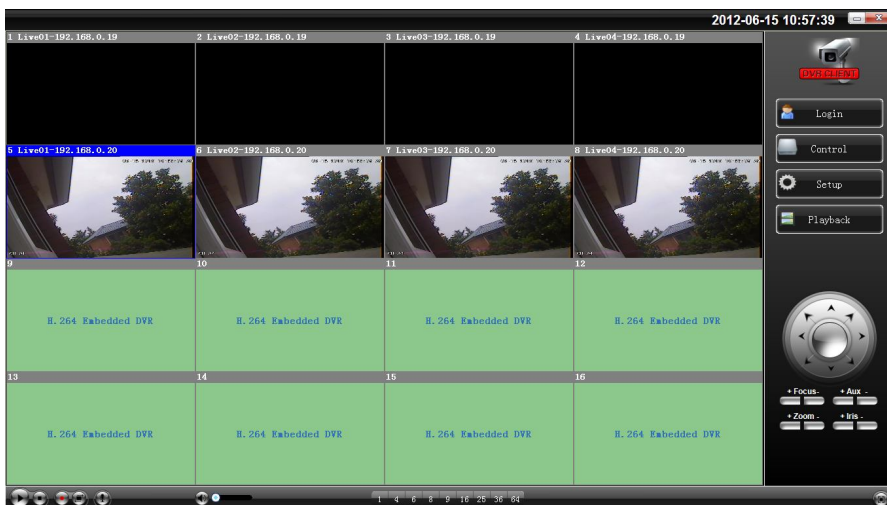 2012-06-15 10:57:39
1 Live01-192.168.0.19
2 Live02-192.168.0.19
3 Live03-192.168.0.19
4 Live04-192.168.0.19
DVR CLIENT
Login
Control
Setup
Playback
5 Live01-192.168.0.20
6 Live02-192.168.0.20
7 Live03-192.168.0.20
8 Live04-192.168.0.20
9
10
11
12
H.264 Embedded DVR
H.264 Embedded DVR
H.264 Embedded DVR
H.264 Embedded DVR
13
14
15
16
H.264 Embedded DVR
H.264 Embedded DVR
H.264 Embedded DVR
H.264 Embedded DVR
+ Focus-
+ Aux -
+ Zoom -
+ Iris -
1 4 6 8 9 16 25 36 64